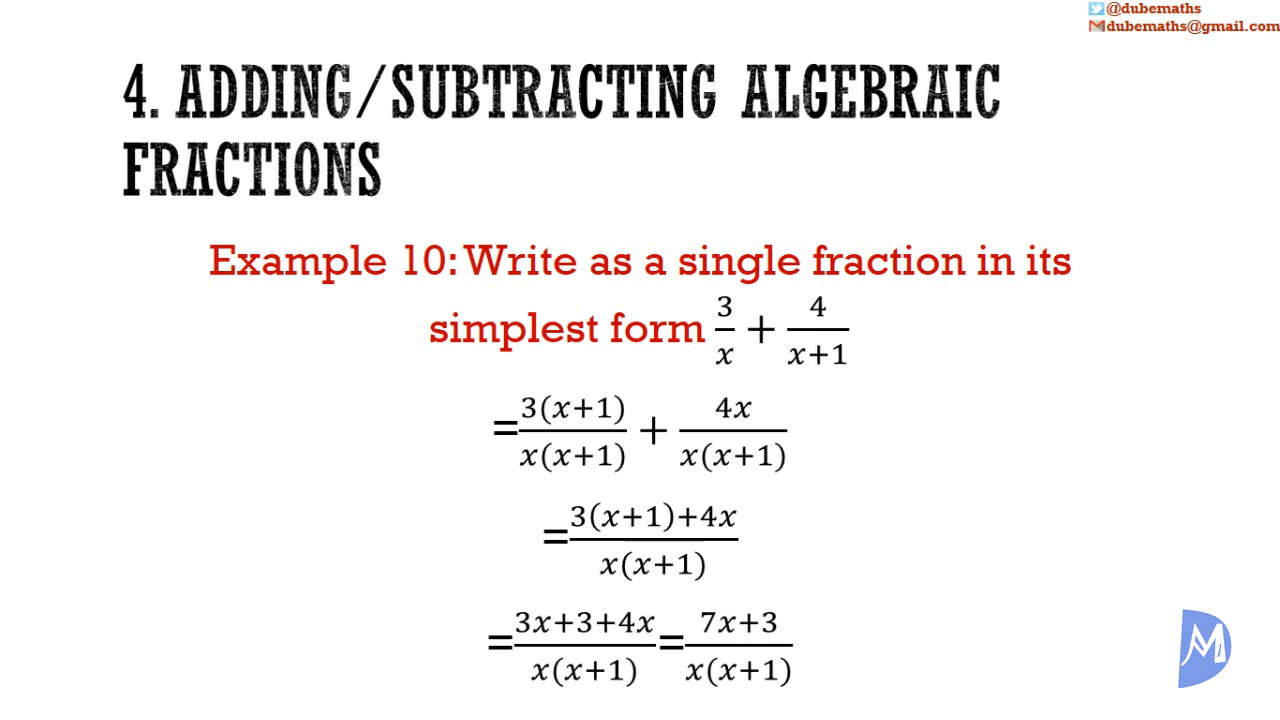 @dubemaths
dubemaths@gmail.com
4. ADDING/SUBTRACTING ALGEBRAIC
FRACTIONS
Example 10: Write as a single fraction in its
simplest form 3/x + 4/(x+1)
= 3(x+1)/x(x+1) + 4x/x(x+1)
= 3(x+1)+4x/x(x+1)
= 3x+3+4x/x(x+1) = 7x+3/x(x+1)
DM